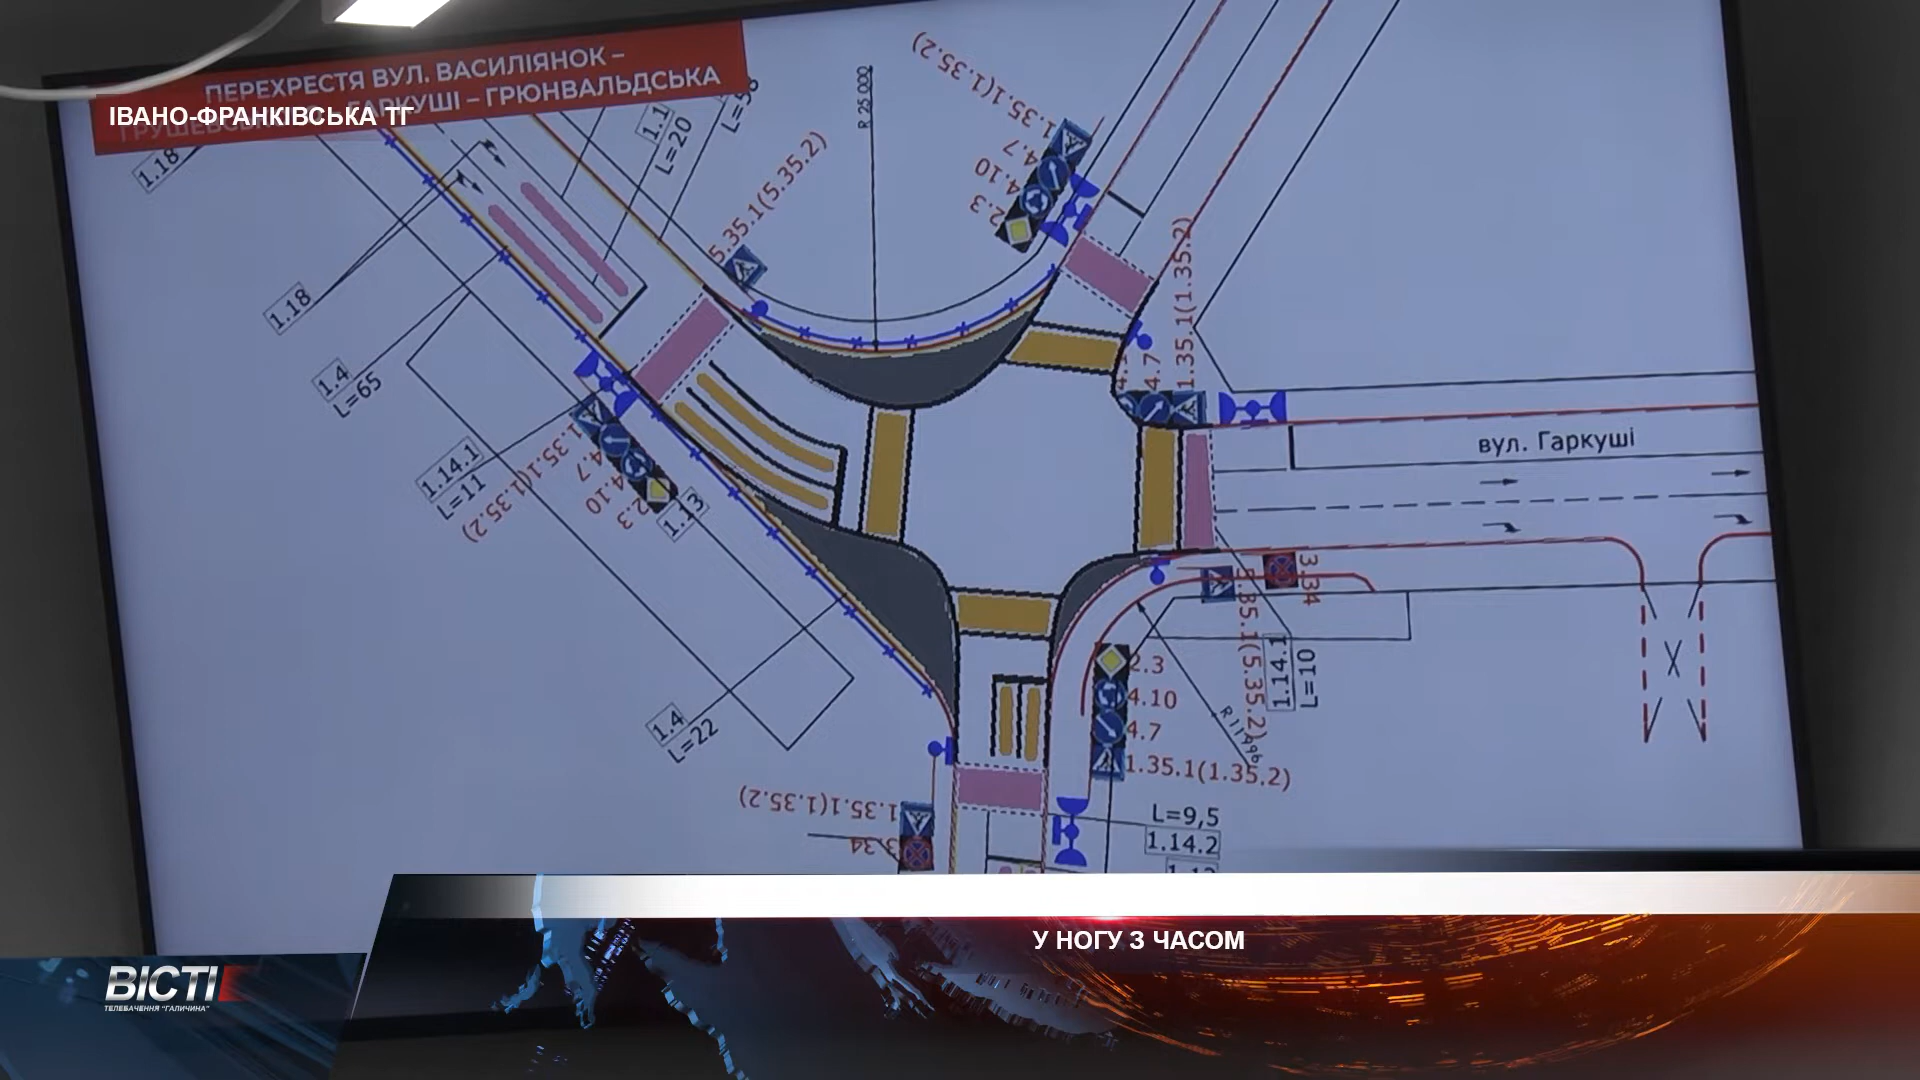 ПЕРЕХРЕСТЯ ВУЛ. ВАСИЛІЯНОК –
ГАРКУШІ – ГРЮНВАЛЬДСЬКА
ІВАНО-ФРАНКІВСЬКА ТГ
1.18
1.1
L=20
R 25 000
5.35.1(5.35.2)
1.35.1(1.35.2)
4.7
4.10
2.3
1.18
1.4
L=65
1.35.1(1.35.2)
4.7
вул. Гаркуші
1.14.1
L=11
1.35.1(1.35.2)
4.7
4.10
2.3
1.13
3.34
5.35.1(5.35.2)
1.14.1
L=10
2.3
4.10
4.7
1.35.1(1.35.2)
1.4
L=22
1.35.1(1.35.2)
3.34
L=9,5
1.14.2
У НОГУ З ЧАСОМ
ВІСТІ
ТЕЛЕБАЧЕННЯ "ГАЛИЧИНА"